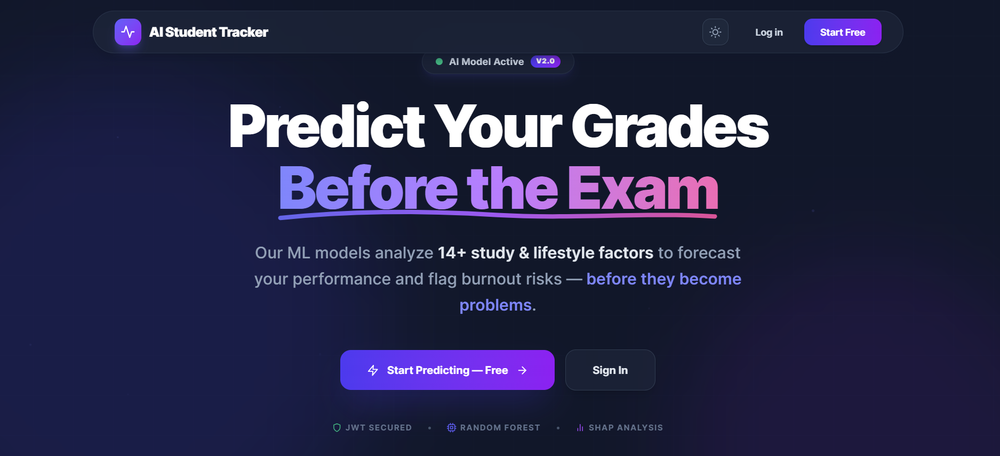 AI Student Tracker
Log in
Start Free
AI Model Active V2.0
Predict Your Grades
Before the Exam
Our ML models analyze 14+ study & lifestyle factors to forecast
your performance and flag burnout risks — before they become
problems.
Start Predicting — Free
Sign In
JWT SECURED • RANDOM FOREST • SHAP ANALYSIS